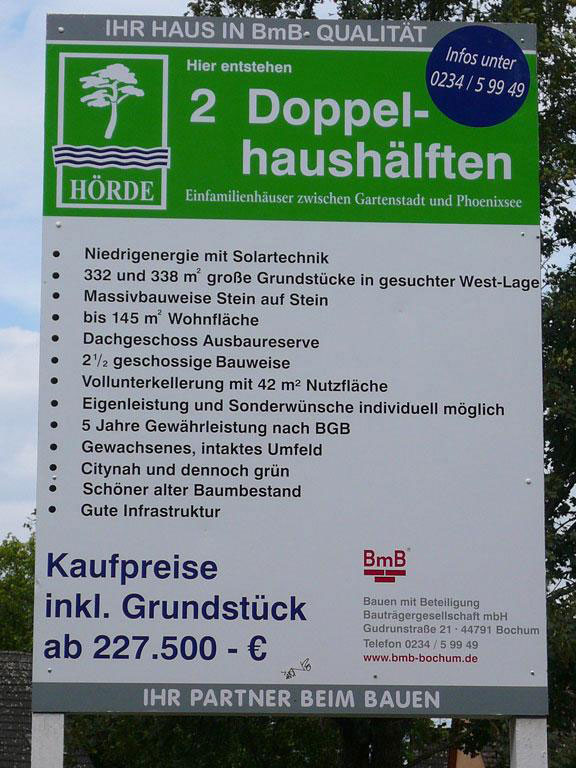 IHR HAUS IN BmB- QUALITÄT
Infos unter
0234 / 5 99 49
Hier entstehen
2 Doppel-
haushälften
HÖRDE
Einfamilienhäuser zwischen Gartenstadt und Phoenixsee
• Niedrigenergie mit Solartechnik
• 332 und 338 m² große Grundstücke in gesuchter West-Lage
• Massivbauweise Stein auf Stein
• bis 145 m² Wohnfläche
• Dachgeschoss Ausbaureserve
• 2 1/2 geschossige Bauweise
• Vollunterkellerung mit 42 m² Nutzfläche
• Eigenleistung und Sonderwünsche individuell möglich
• 5 Jahre Gewährleistung nach BGB
• Gewachsenes, intaktes Umfeld
• Citynah und dennoch grün
• Schöner alter Baumbestand
• Gute Infrastruktur
Kaufpreise
inkl. Grundstück
ab 227.500 - €
BmB®
Bauen mit Beteiligung
Bauträgergesellschaft mbH
Gudrunstraße 21 · 44791 Bochum
Telefon 0234 / 5 99 49
www.bmb-bochum.de
IHR PARTNER BEIM BAUEN